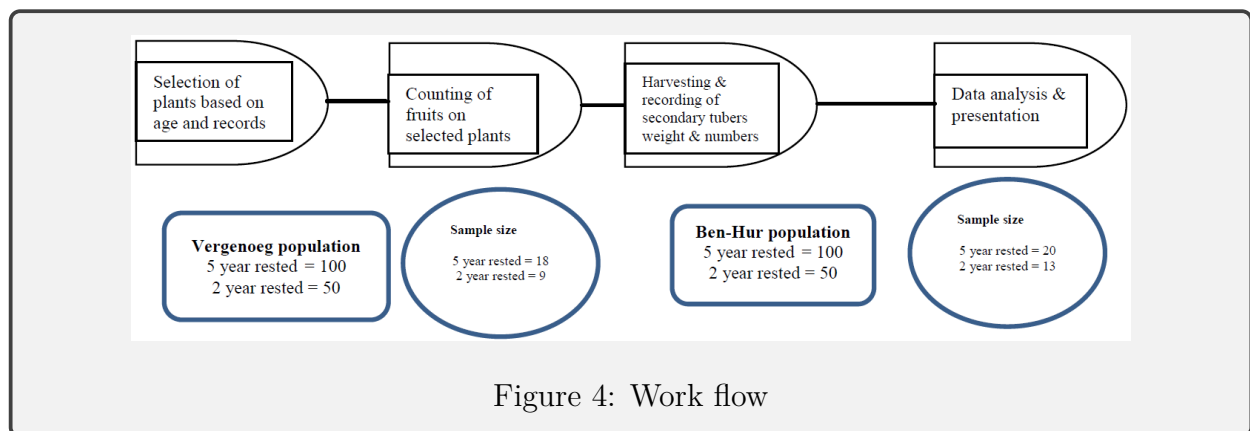 Selection of
plants based on
age and records
Counting of
fruits on
selected plants
Harvesting &
recording of
secondary tubers
weight & numbers
Data analysis &
presentation
Vergenoeg population
5 year rested = 100
2 year rested = 50
Sample size
5 year rested = 18
2 year rested = 9
Ben-Hur population
5 year rested = 100
2 year rested = 50
Sample size
5 year rested = 20
2 year rested = 13
Figure 4: Work flow